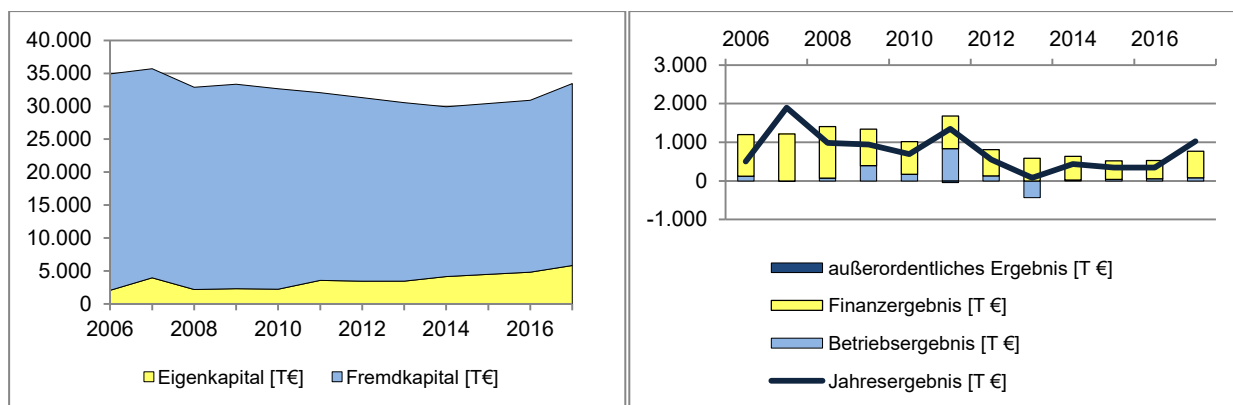 40.000
35.000
30.000
25.000
20.000
15.000
10.000
5.000
0
2006 2008 2010 2012 2014 2016
Eigenkapital [T€] Fremdkapital [T€]
2006 2008 2010 2012 2014 2016
3.000
2.000
1.000
0
-1.000
außerordentliches Ergebnis [T €]
Finanzergebnis [T €]
Betriebsergebnis [T €]
Jahresergebnis [T €]